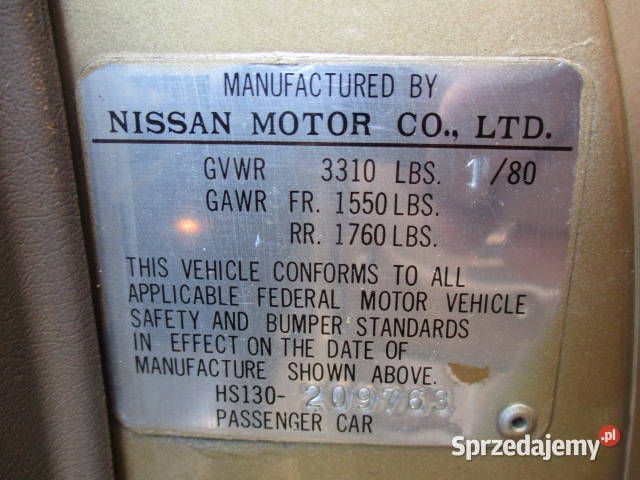 MANUFACTURED BY
NISSAN MOTOR CO., LTD.
GVWR 3310 LBS. 1/80
GAWR FR. 1550 LBS.
RR. 1760 LBS.
THIS VEHICLE CONFORMS TO ALL
APPLICABLE FEDERAL MOTOR VEHICLE
SAFETY AND BUMPER STANDARDS
IN EFFECT ON THE DATE OF
MANUFACTURE SHOWN ABOVE.
HS130-209763
PASSENGER CAR
Sprzedajemy.pl